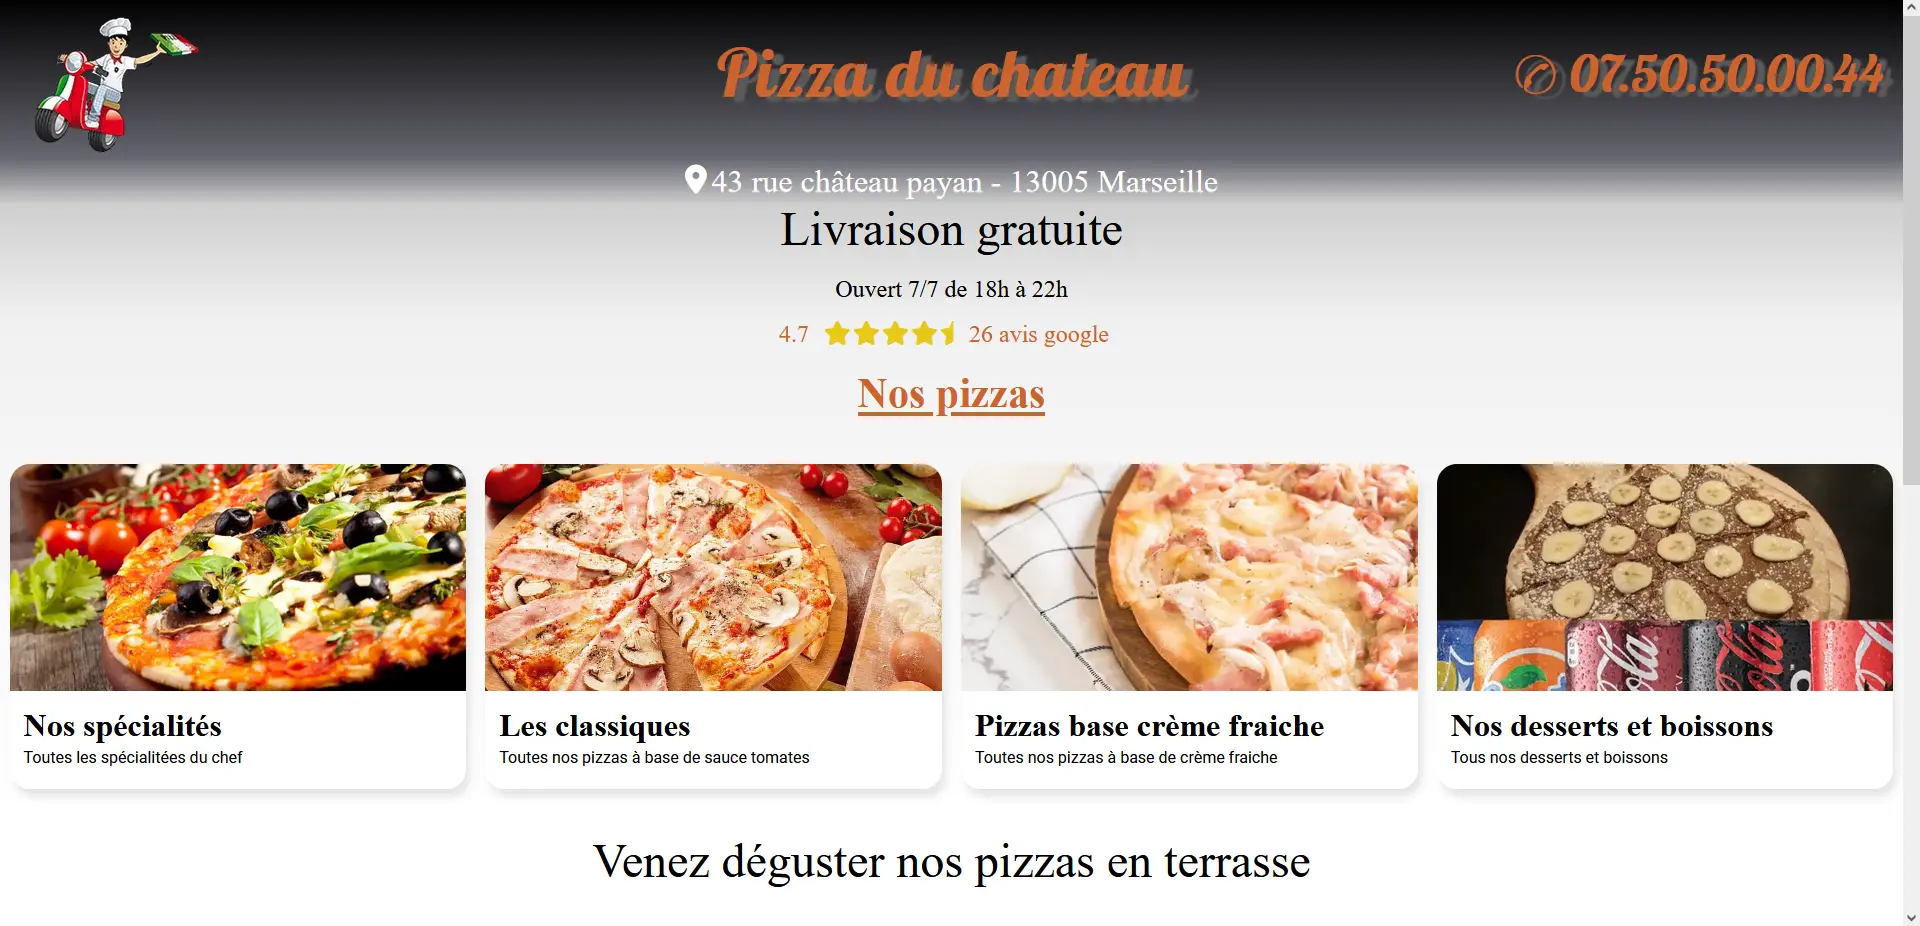 Pizza du chateau
✆ 07.50.50.00.44
43 rue château payan - 13005 Marseille
Livraison gratuite
Ouvert 7/7 de 18h à 22h
4.7 26 avis google
Nos pizzas
Nos spécialités
Toutes les spécialitées du chef
Les classiques
Toutes nos pizzas à base de sauce tomates
Pizzas base crème fraiche
Toutes nos pizzas à base de crème fraiche
Cola
Cola
Nos desserts et boissons
Tous nos desserts et boissons
Venez déguster nos pizzas en terrasse